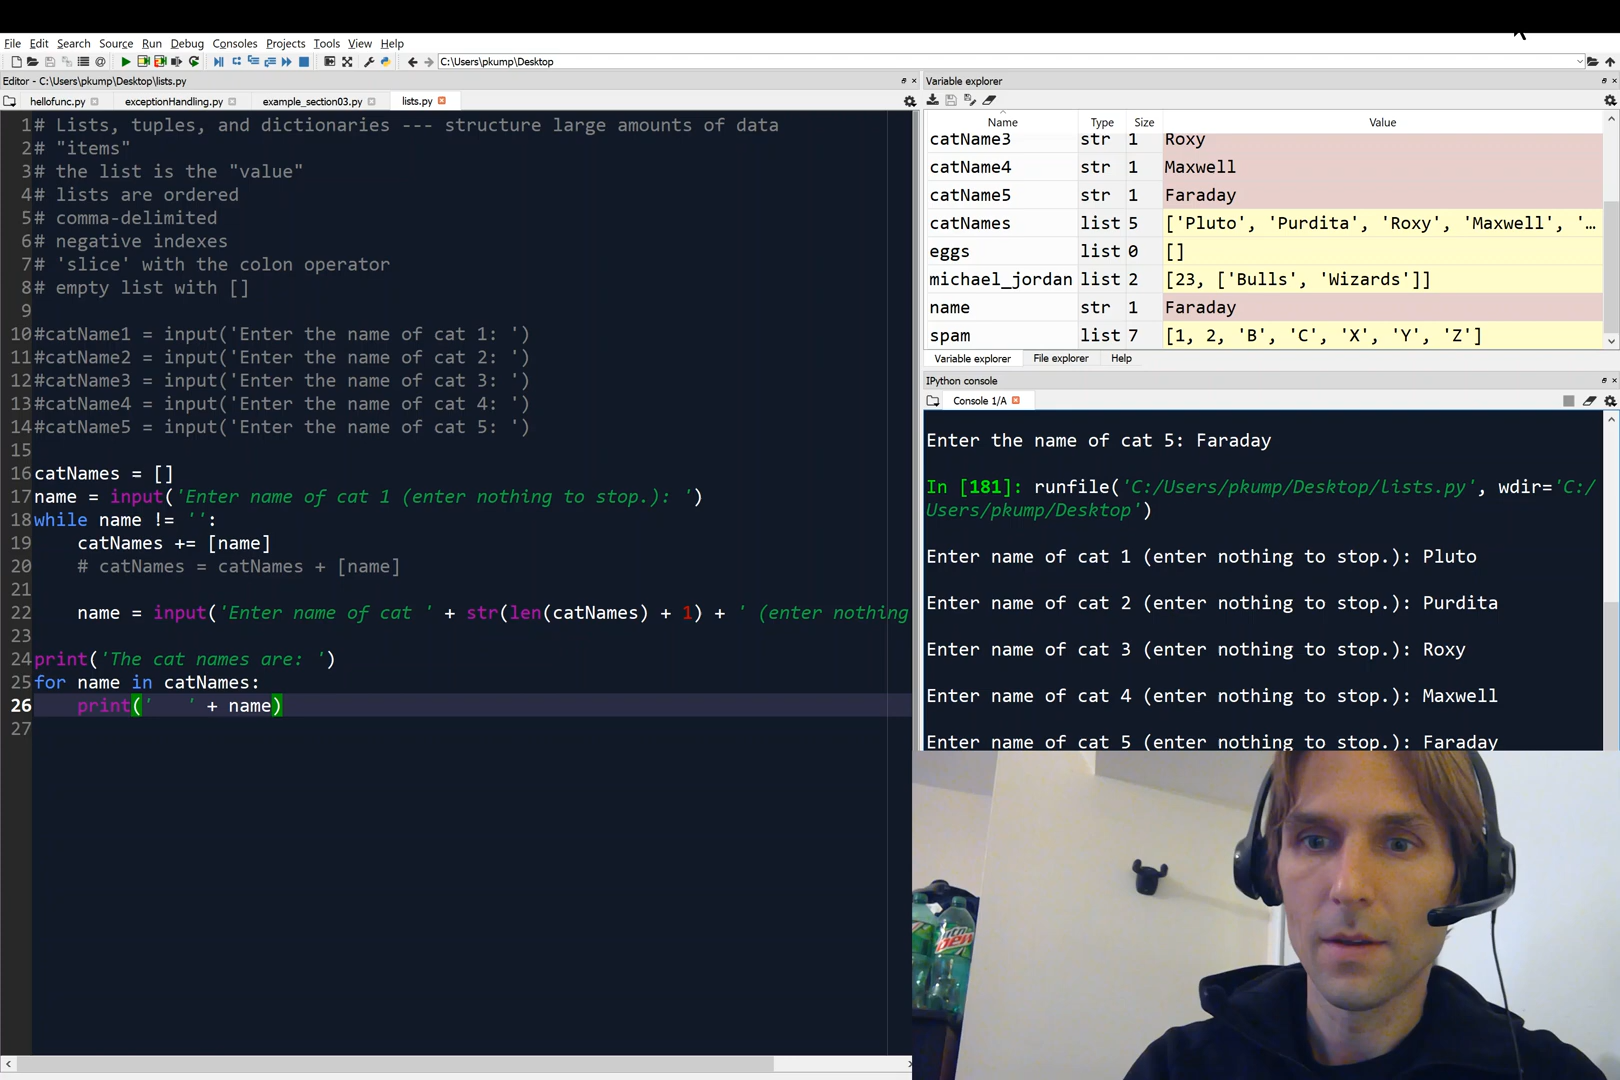 File Edit Search Source Run Debug Consoles Projects Tools View Help
C:\Users\pkump\Desktop
Editor - C:\Users\pkump\Desktop\lists.py
hellofunc.py exceptionHandling.py example_section03.py lists.py
1# Lists, tuples, and dictionaries --- structure large amounts of data
2# "items"
3# the list is the "value"
4# lists are ordered
5# comma-delimited
6# negative indexes
7# 'slice' with the colon operator
8# empty list with []
9
10#catName1 = input('Enter the name of cat 1: ')
11#catName2 = input('Enter the name of cat 2: ')
12#catName3 = input('Enter the name of cat 3: ')
13#catName4 = input('Enter the name of cat 4: ')
14#catName5 = input('Enter the name of cat 5: ')
15
16 catNames = []
17 name = input('Enter name of cat 1 (enter nothing to stop.): ')
18 while name != '':
19     catNames += [name]
20     # catNames = catNames + [name]
21
22     name = input('Enter name of cat ' + str(len(catNames) + 1) + ' (enter nothing
23
24 print('The cat names are: ')
25 for name in catNames:
26     print('   ' + name)
27
Variable explorer
Name Type Size Value
catName3 str 1 Roxy
catName4 str 1 Maxwell
catName5 str 1 Faraday
catNames list 5 ['Pluto', 'Purdita', 'Roxy', 'Maxwell', '...
eggs list 0 []
michael_jordan list 2 [23, ['Bulls', 'Wizards']]
name str 1 Faraday
spam list 7 [1, 2, 'B', 'C', 'X', 'Y', 'Z']
Variable explorer File explorer Help
IPython console
Console 1/A
Enter the name of cat 5: Faraday
In [181]: runfile('C:/Users/pkump/Desktop/lists.py', wdir='C:/
Users/pkump/Desktop')
Enter name of cat 1 (enter nothing to stop.): Pluto
Enter name of cat 2 (enter nothing to stop.): Purdita
Enter name of cat 3 (enter nothing to stop.): Roxy
Enter name of cat 4 (enter nothing to stop.): Maxwell
Enter name of cat 5 (enter nothing to stop.): Faraday